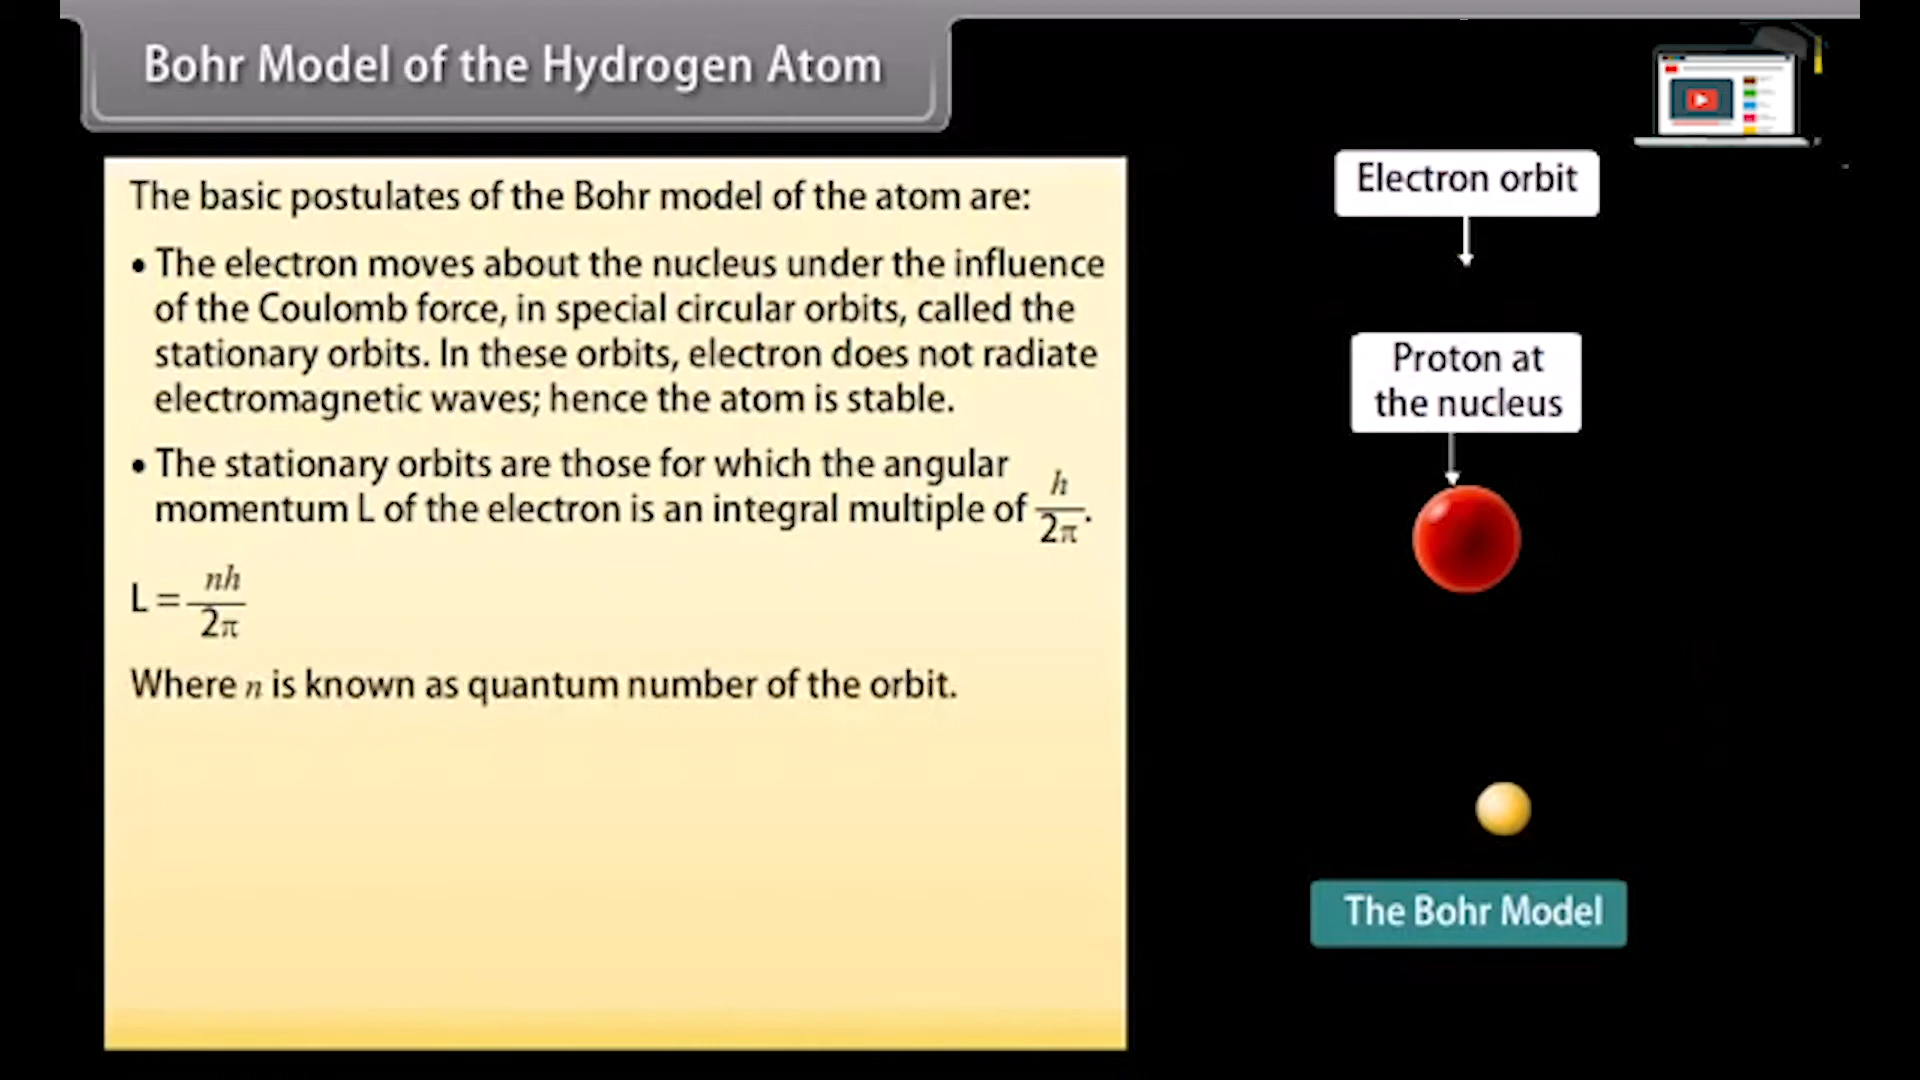 Bohr Model of the Hydrogen Atom
The basic postulates of the Bohr model of the atom are:
• The electron moves about the nucleus under the influence
of the Coulomb force, in special circular orbits, called the
stationary orbits. In these orbits, electron does not radiate
electromagnetic waves; hence the atom is stable.
• The stationary orbits are those for which the angular
momentum L of the electron is an integral multiple of h/2π.
L = nh/2π
Where n is known as quantum number of the orbit.
Electron orbit
Proton at
the nucleus
The Bohr Model